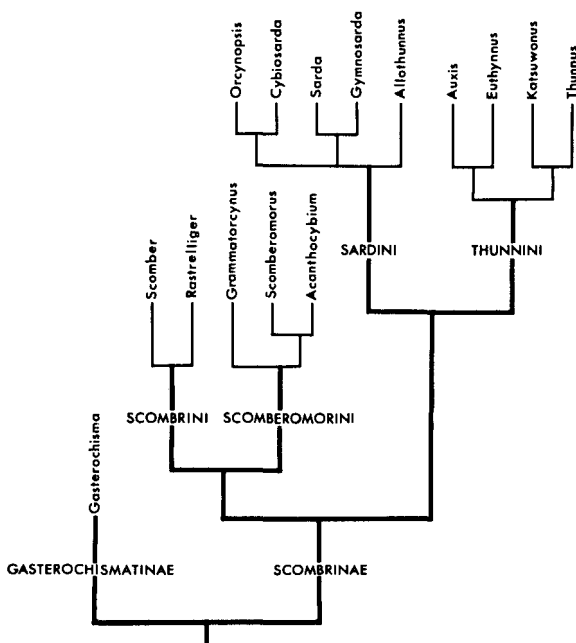 Orcynopsis
Cybiosarda
Sarda
Gymnosarda
Allothunnus
Auxis
Euthynnus
Katsuwonus
Thunnus
Scomber
Rastrelliger
Grammatorcynus
Scomberomorus
Acanthocybium
SARDINI
THUNNINI
SCOMBRINI
SCOMBEROMORINI
Gasterochisma
GASTEROCHISMATINAE
SCOMBRINAE